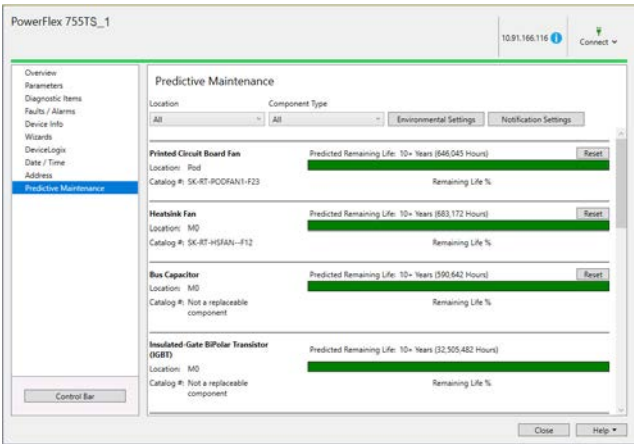 PowerFlex 755TS_1
10.91.166.116
Connect
Overview
Parameters
Diagnostic Items
Faults / Alarms
Device Info
Wizards
DeviceLogix
Date / Time
Address
Predictive Maintenance
Control Bar
Predictive Maintenance
Location Component Type
All All Environmental Settings Notification Settings
Printed Circuit Board Fan Predicted Remaining Life: 10+ Years (646,045 Hours) Reset
Location: Pod
Catalog #: SK-RT-PODFAN1-F23 Remaining Life %
Heatsink Fan Predicted Remaining Life: 10+ Years (683,172 Hours) Reset
Location: M0
Catalog #: SK-RT-HSFAN--F12 Remaining Life %
Bus Capacitor Predicted Remaining Life: 10+ Years (590,642 Hours) Reset
Location: M0
Catalog #: Not a replaceable Remaining Life %
component
Insulated-Gate BiPolar Transistor
(IGBT) Predicted Remaining Life: 10+ Years (32,505,482 Hours)
Location: M0
Catalog #: Not a replaceable Remaining Life %
component
Close Help